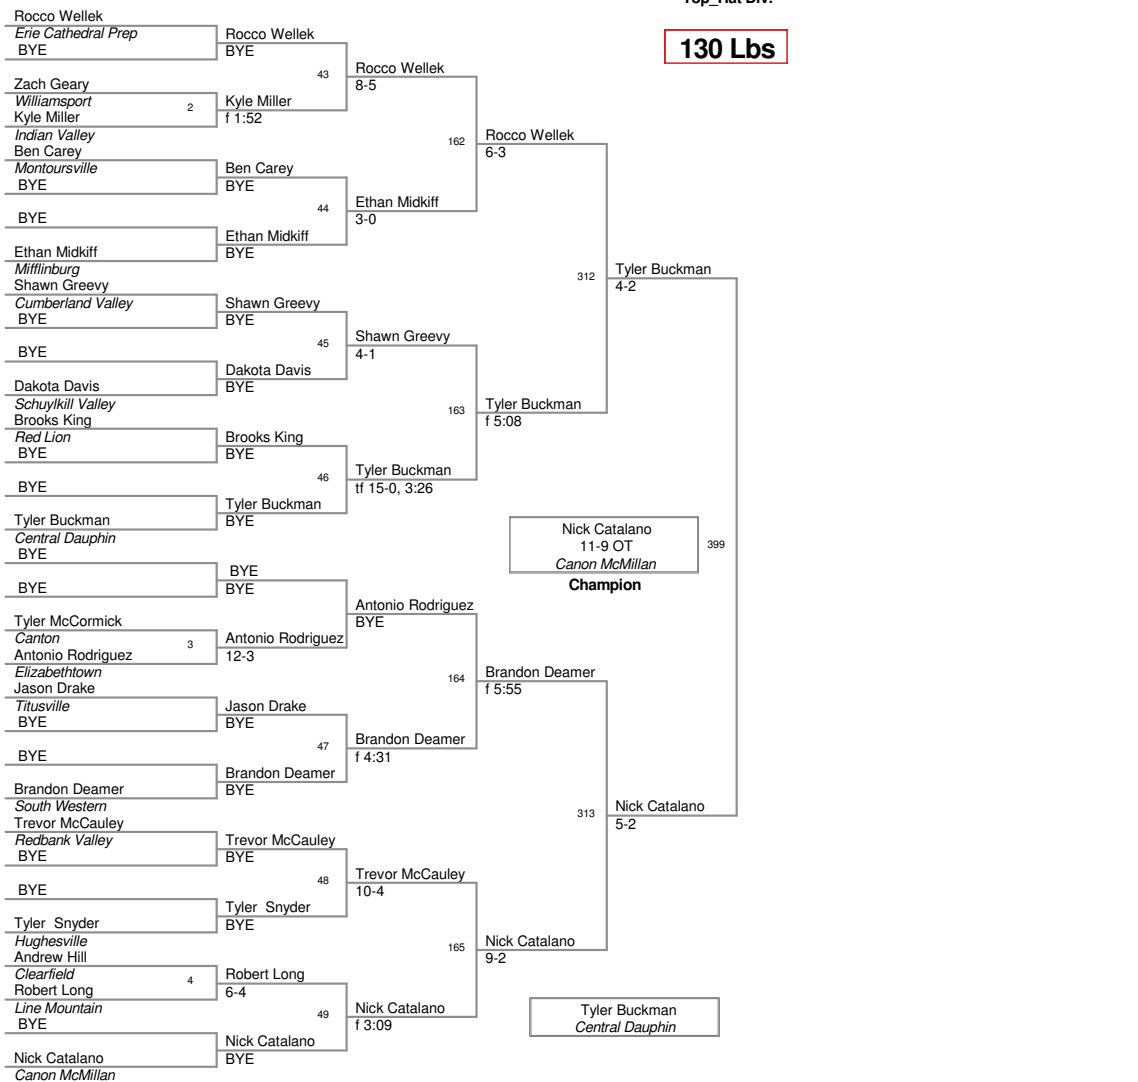 Top_Hat Div.
130 Lbs
Rocco Wellek
Erie Cathedral Prep
BYE
Zach Geary
Williamsport
Kyle Miller
Indian Valley
Ben Carey
Montoursville
BYE
BYE
Ethan Midkiff
Mifflinburg
Shawn Greevy
Cumberland Valley
BYE
BYE
Dakota Davis
Schuylkill Valley
Brooks King
Red Lion
BYE
BYE
Tyler Buckman
Central Dauphin
BYE
BYE
Tyler McCormick
Canton
Antonio Rodriguez
Elizabethtown
Jason Drake
Titusville
BYE
BYE
Brandon Deamer
South Western
Trevor McCauley
Redbank Valley
BYE
BYE
Tyler Snyder
Hughesville
Andrew Hill
Clearfield
Robert Long
Line Mountain
BYE
Nick Catalano
Canon McMillan
2
3
4
Rocco Wellek
BYE
Kyle Miller
f 1:52
Ben Carey
BYE
Ethan Midkiff
BYE
Shawn Greevy
BYE
Dakota Davis
BYE
Brooks King
BYE
Tyler Buckman
BYE
BYE
BYE
Antonio Rodriguez
12-3
Jason Drake
BYE
Brandon Deamer
BYE
Trevor McCauley
BYE
Tyler Snyder
BYE
Robert Long
6-4
Nick Catalano
BYE
43
44
45
46
47
48
49
Rocco Wellek
8-5
Ethan Midkiff
3-0
Shawn Greevy
4-1
Tyler Buckman
tf 15-0, 3:26
Antonio Rodriguez
BYE
Brandon Deamer
f 4:31
Trevor McCauley
10-4
Nick Catalano
f 3:09
162
163
164
165
Rocco Wellek
6-3
Tyler Buckman
f 5:08
Brandon Deamer
f 5:55
Nick Catalano
9-2
312
313
Tyler Buckman
4-2
Nick Catalano
5-2
Nick Catalano
11-9 OT
Canon McMillan
399
Champion
Tyler Buckman
Central Dauphin